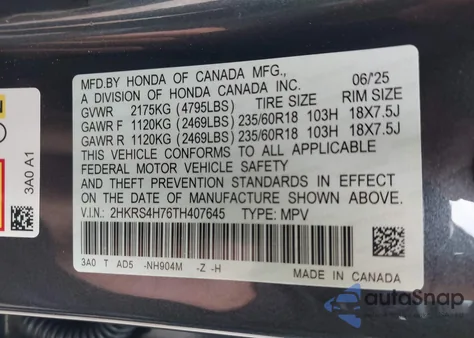 MFD.BY HONDA OF CANADA MFG.,
A DIVISION OF HONDA CANADA INC. 06/'25
GVWR 2175KG (4795LBS) TIRE SIZE RIM SIZE
GAWR F 1120KG (2469LBS) 235/60R18 103H 18X7.5J
GAWR R 1120KG (2469LBS) 235/60R18 103H 18X7.5J
THIS VEHICLE CONFORMS TO ALL APPLICABLE
FEDERAL MOTOR VEHICLE SAFETY
AND THEFT PREVENTION STANDARDS IN EFFECT
ON THE DATE OF MANUFACTURE SHOWN ABOVE.
V.I.N.: 2HKRS4H76TH407645 TYPE: MPV
3A0 T AD5 -NH904M -Z -H
MADE IN CANADA
3A0 A1
autaSnap